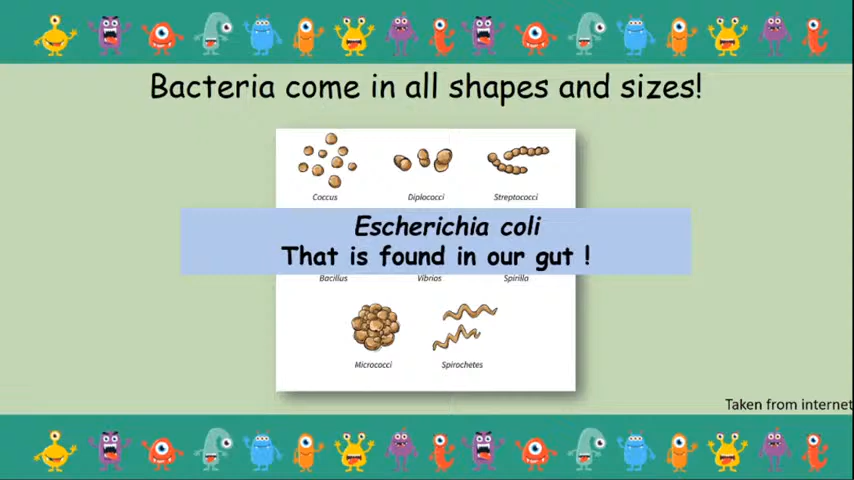 Bacteria come in all shapes and sizes!
Coccus Diplococci Streptococci
Escherichia coli
That is found in our gut !
Bacillus Vibrios Spirilla
Micrococci Spirochetes
Taken from internet